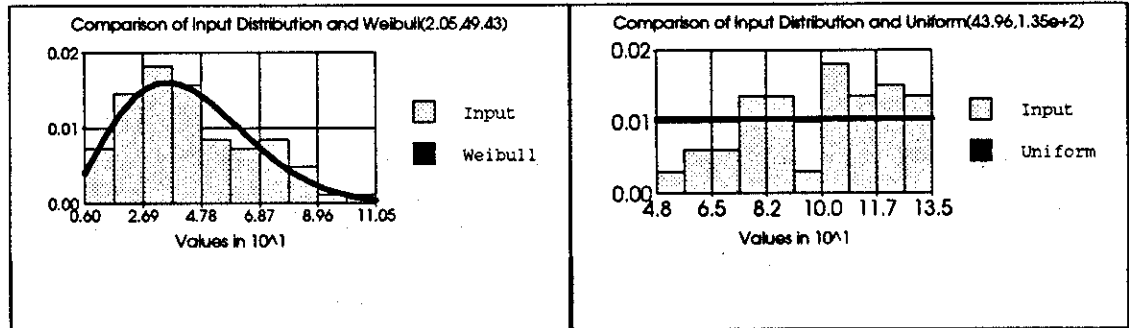 Comparison of Input Distribution and Weibull(2.05,49.43)
0.02
0.01
0.00
0.60 2.69 4.78 6.87 8.96 11.05
Values in 10^1
Input
Weibull
Comparison of Input Distribution and Uniform(43.96,1.35e+2)
0.02
0.01
0.00
4.8 6.5 8.2 10.0 11.7 13.5
Values in 10^1
Input
Uniform